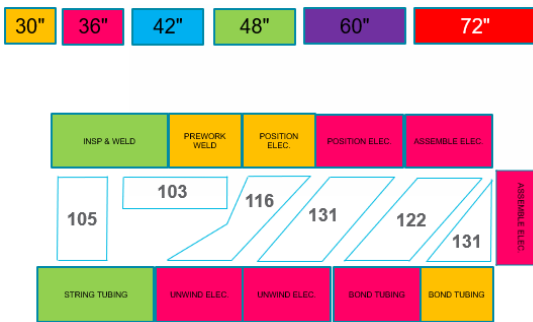 30"
36"
42"
48"
60"
72"
INSP & WELD
PREWORK
WELD
POSITION
ELEC.
POSITION ELEC.
ASSEMBLE ELEC.
ASSEMBLE ELEC.
105
103
116
131
122
131
STRING TUBING
UNWIND ELEC.
UNWIND ELEC.
BOND TUBING
BOND TUBING